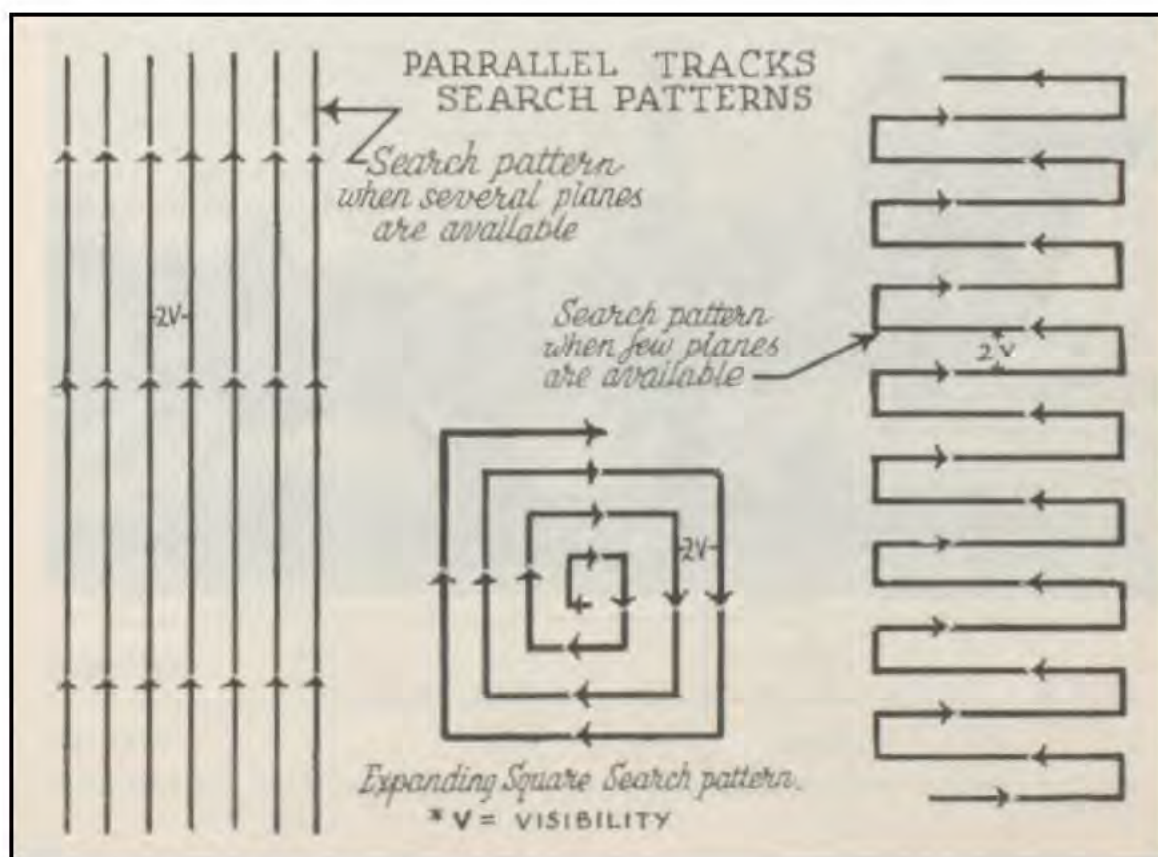 PARRALLEL TRACKS
SEARCH PATTERNS
Search pattern
when several planes
are available
-2V-
Search pattern
when few planes
are available
2V
-2V-
Expanding Square Search pattern.
* V = VISIBILITY